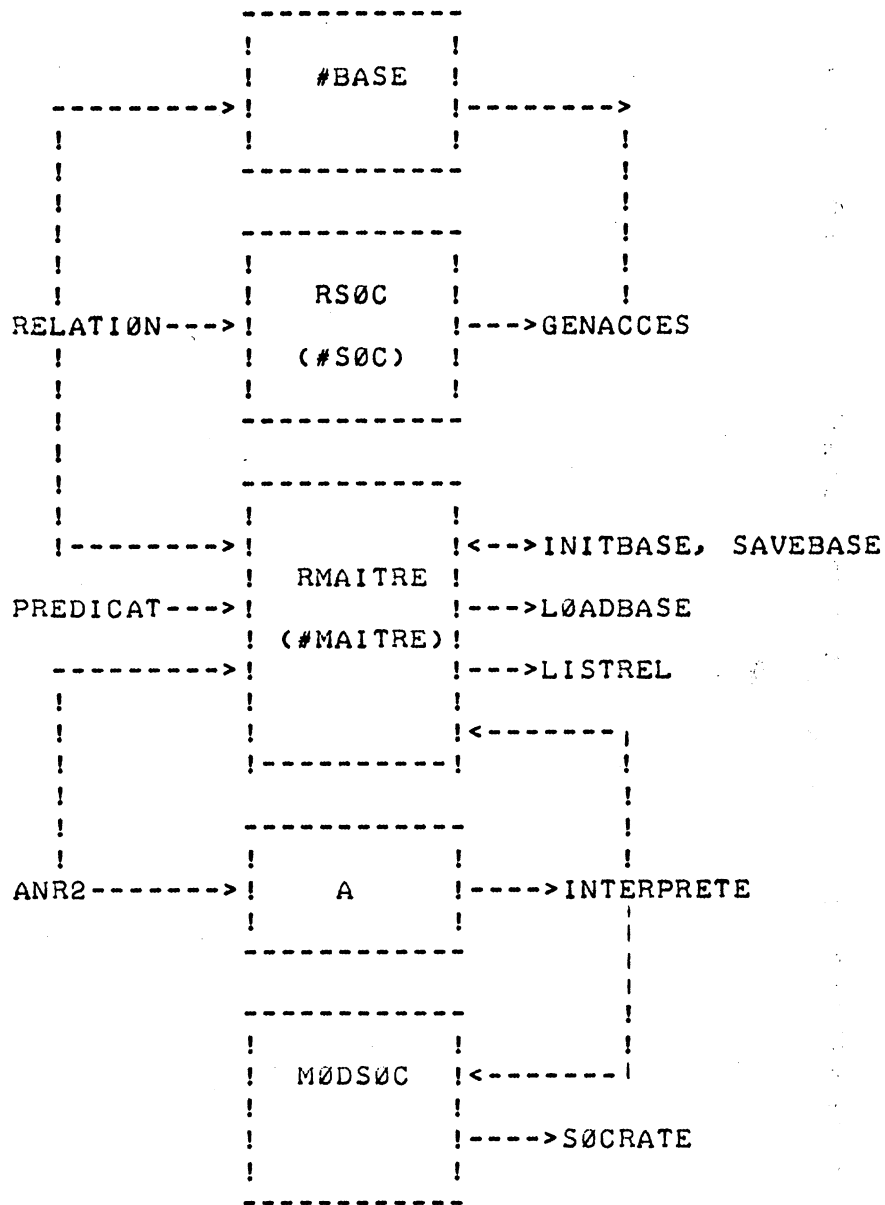 #BASE
RSØC
RELATIØN--->! !--->GENACCES
(#SØC)
!<-->INITBASE, SAVEBASE
RMAITRE
PREDICAT--->! !--->LØADBASE
(#MAITRE)
!--->LISTREL
ANR2------->! A !---->INTERPRETE
MØDSØC
!---->SØCRATE